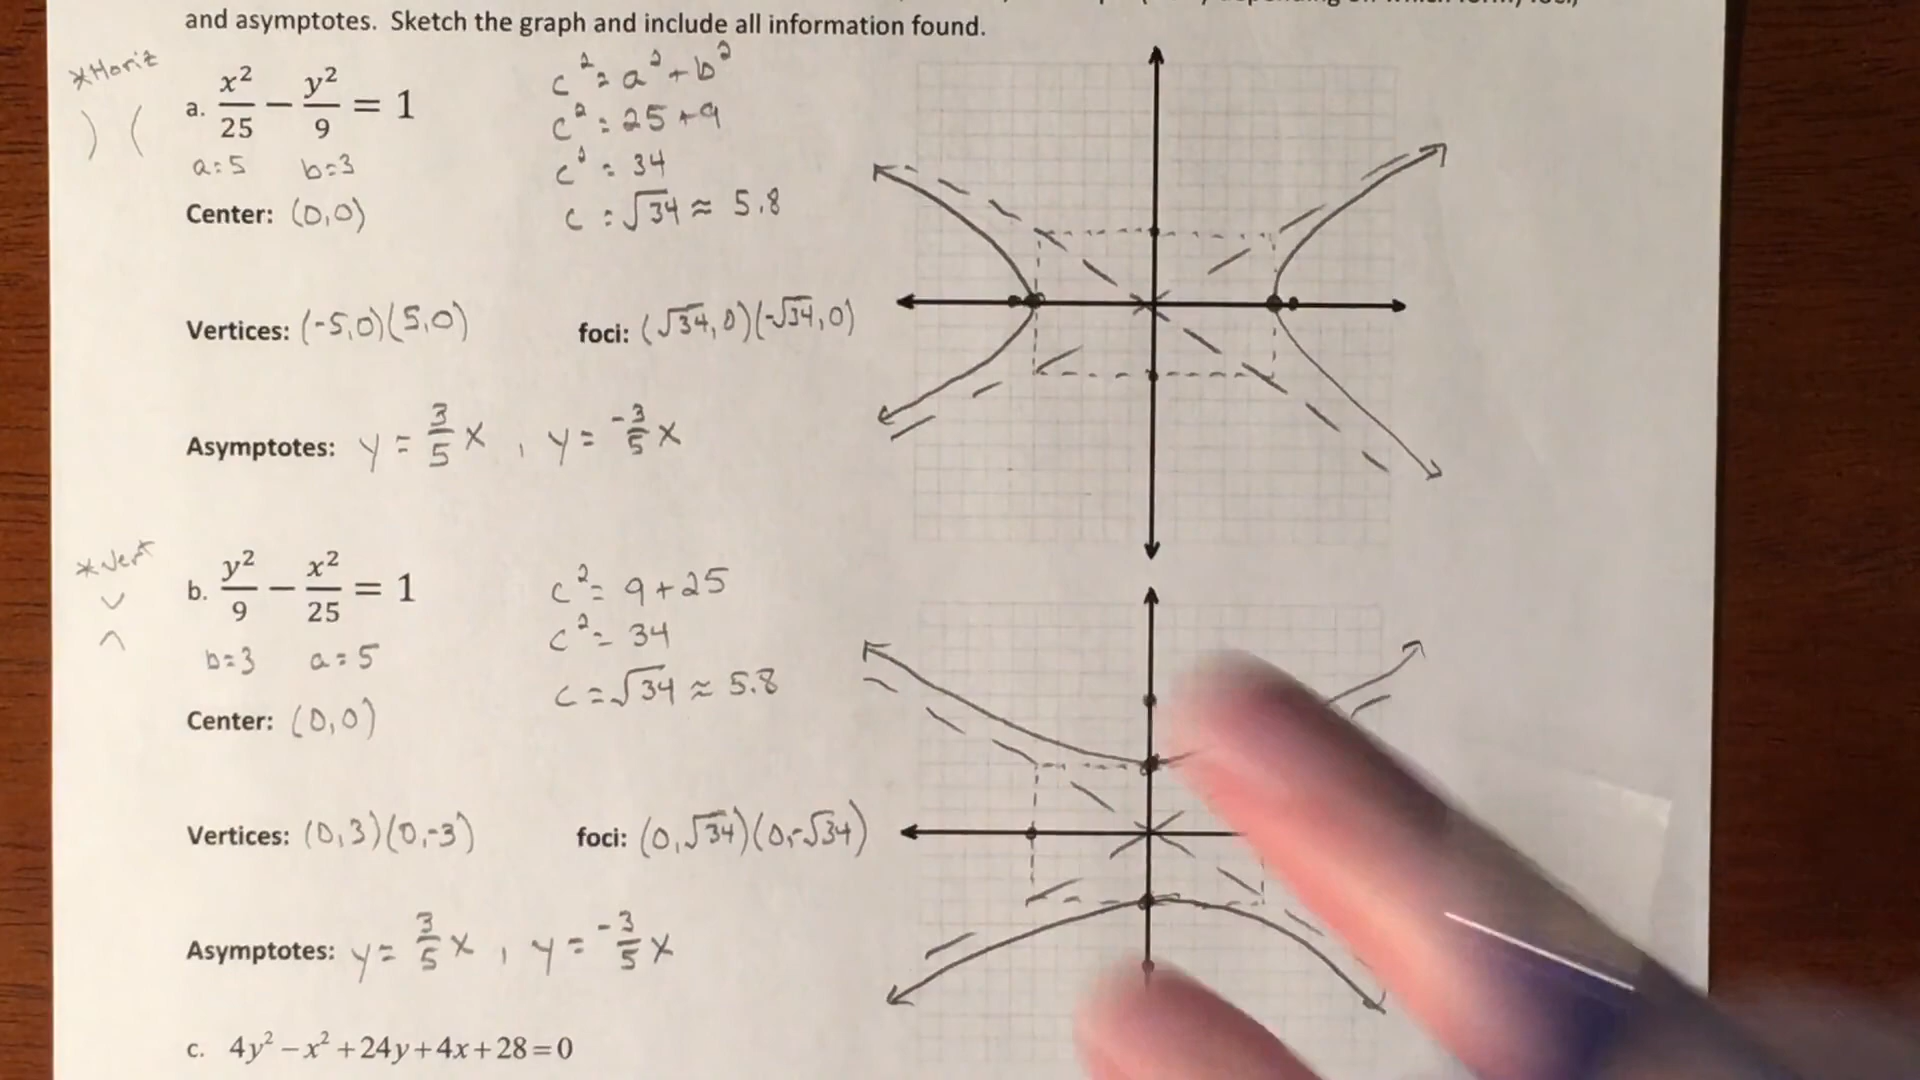 and asymptotes. Sketch the graph and include all information found.
*Horiz
) (
a. x²/25 − y²/9 = 1
a=5 b=3
c² = a² + b²
c² = 25 + 9
c² = 34
c = √34 ≈ 5.8
Center: (0,0)
Vertices: (-5,0)(5,0)
foci: (√34, 0)(-√34, 0)
Asymptotes: y = 3/5 x , y = -3/5 x
*Vert
b. y²/9 − x²/25 = 1
b=3 a=5
c² = 9 + 25
c² = 34
c = √34 ≈ 5.8
Center: (0,0)
Vertices: (0,3)(0,-3)
foci: (0,√34)(0,-√34)
Asymptotes: y = 3/5 x , y = -3/5 x
c. 4y² − x² + 24y + 4x + 28 = 0